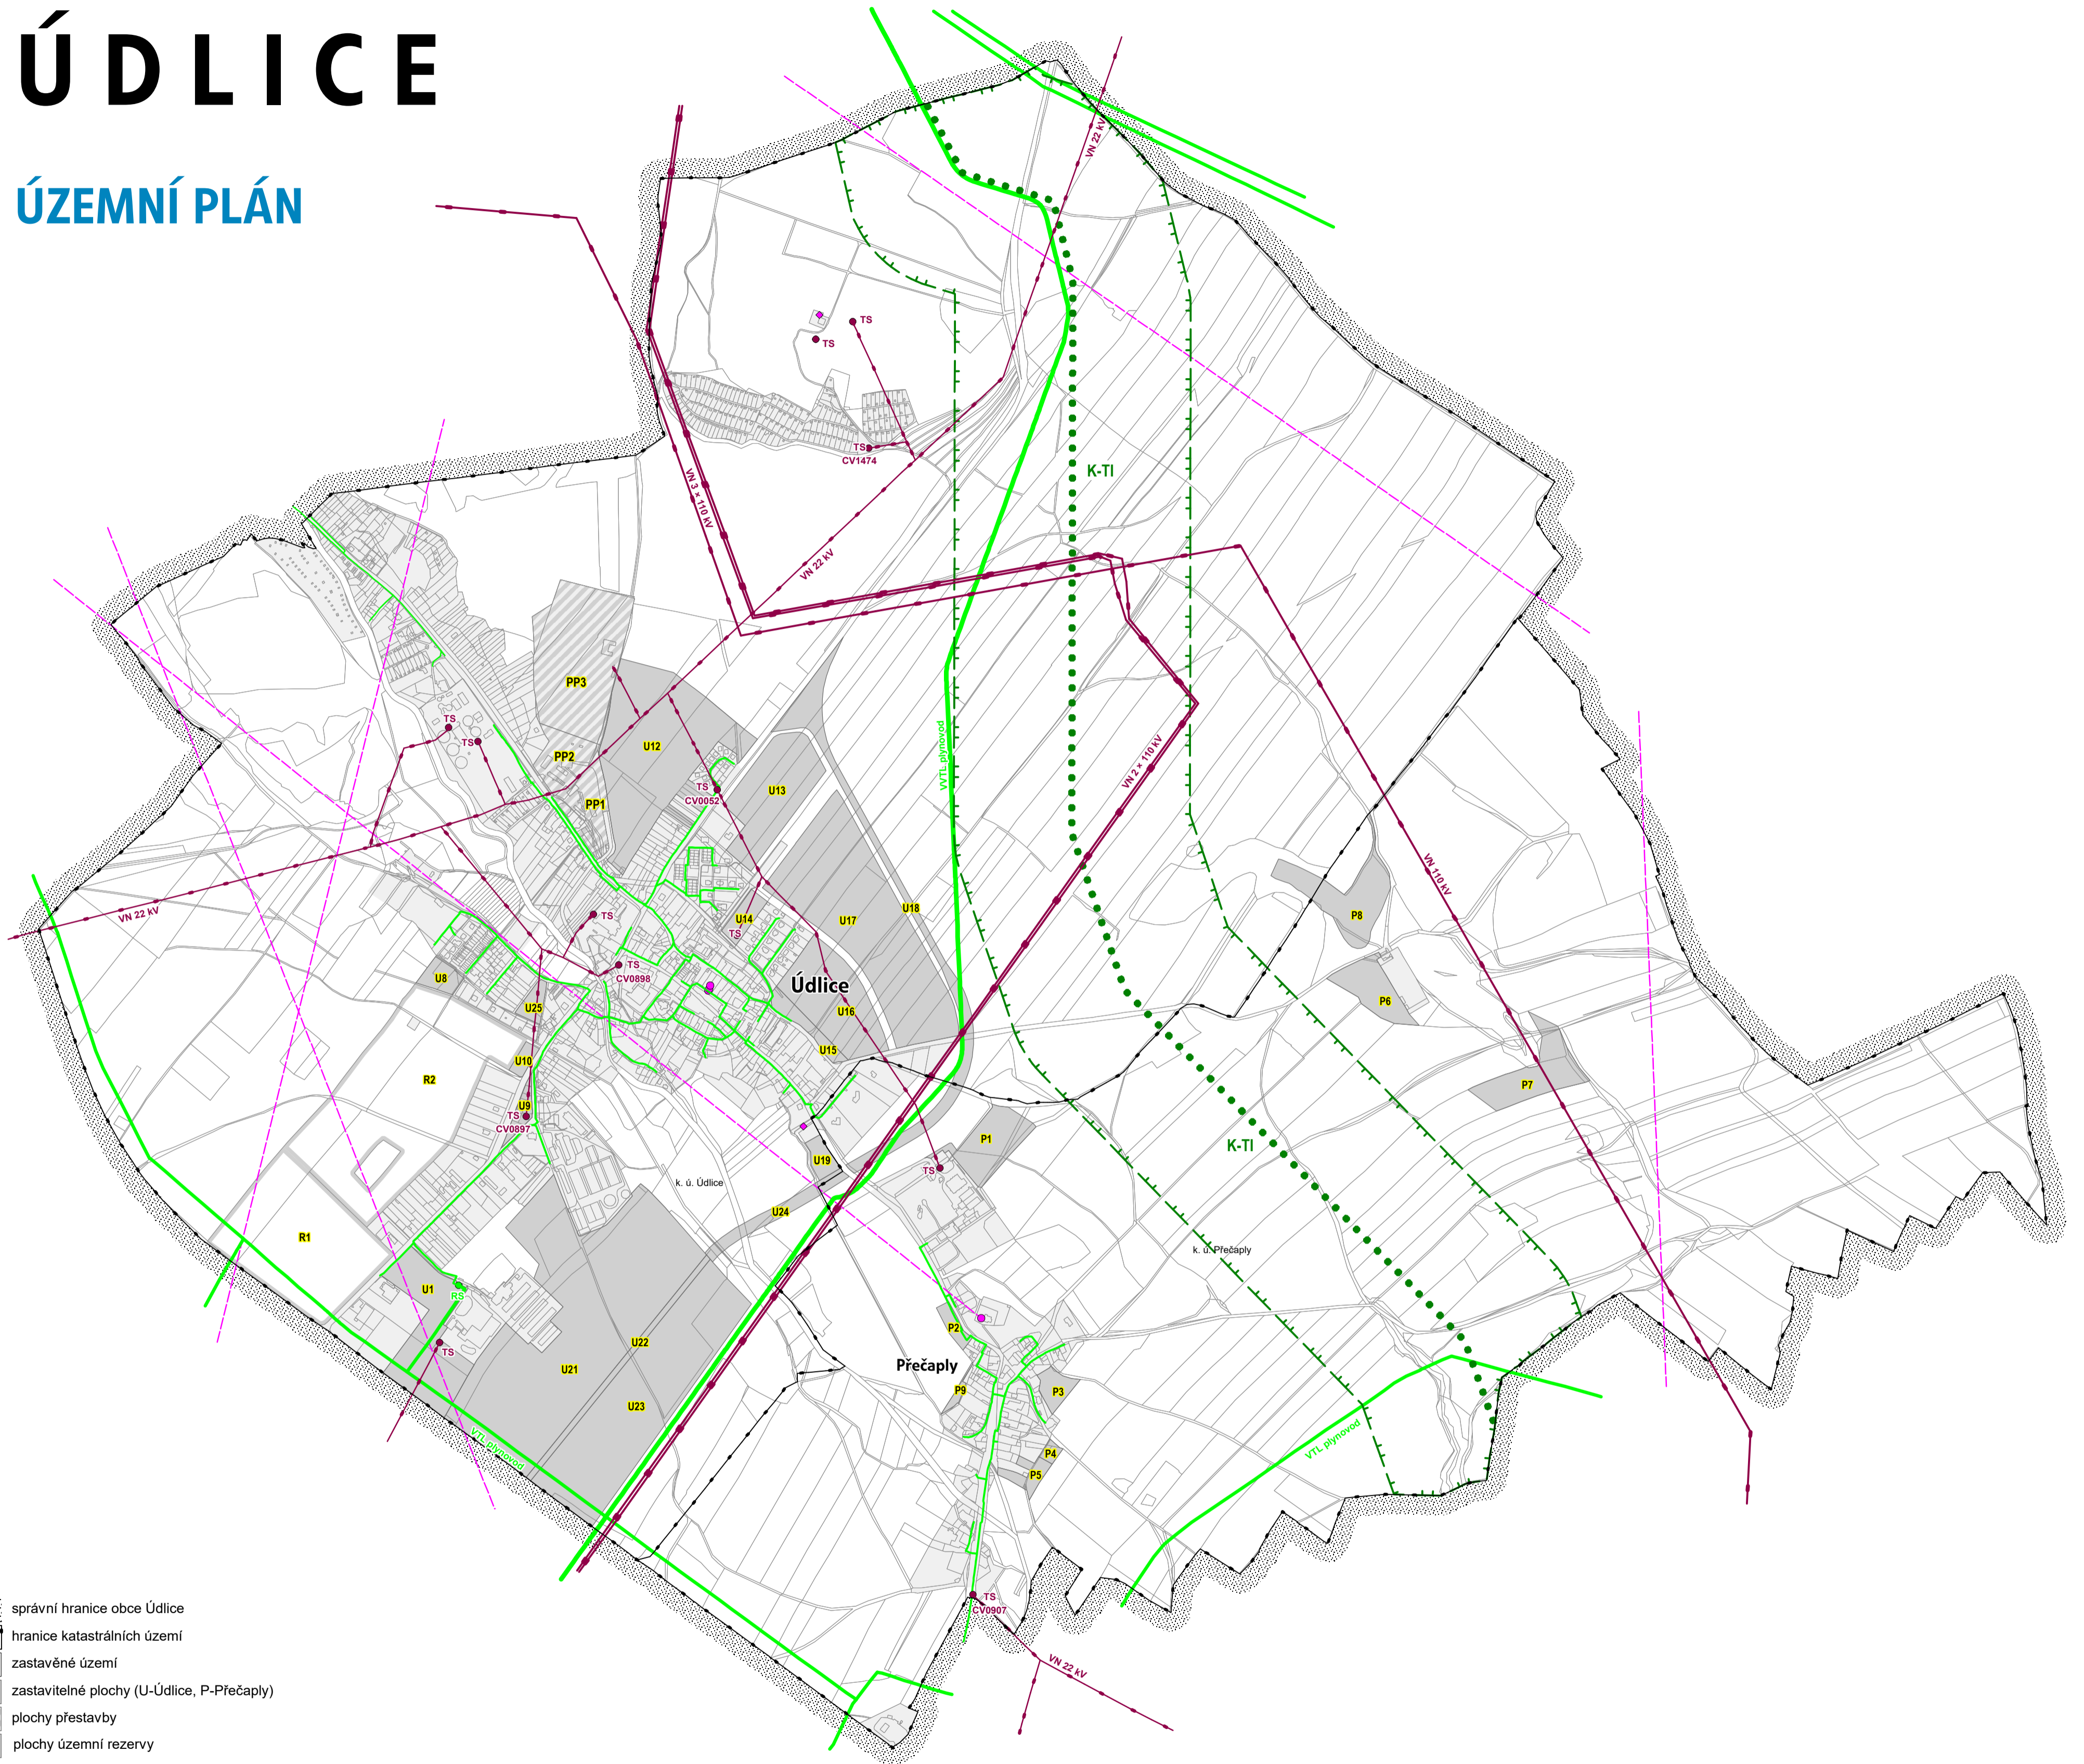 ÚDLICE
ÚZEMNÍ PLÁN
VN 22 kV
TS
TS
TS
CV1474
K-TI
VN 3 × 110 kV
VN 22 kV
PP3
TS
TS
PP2
U12
VVTL plynovod
VN 2 × 110 kV
TS
CV0052
U13
PP1
VN 110 kV
VN 22 kV
TS
U14
TS
U17
U18
P8
TS
CV0898
U8
Údlice
U25
U16
P6
U15
U10
R2
P7
U9
TS
CV0897
P1
K-TI
U19
TS
k. ú. Údlice
U24
R1
k. ú. Přečaply
U1
RS
P2
U22
TS
Přečaply
U21
P9
P3
U23
VTL plynovod
VTL plynovod
P4
P5
TS
CV0907
VN 22 kV
správní hranice obce Údlice
hranice katastrálních území
zastavěné území
zastavitelné plochy (U-Údlice, P-Přečaply)
plochy přestavby
plochy územní rezervy